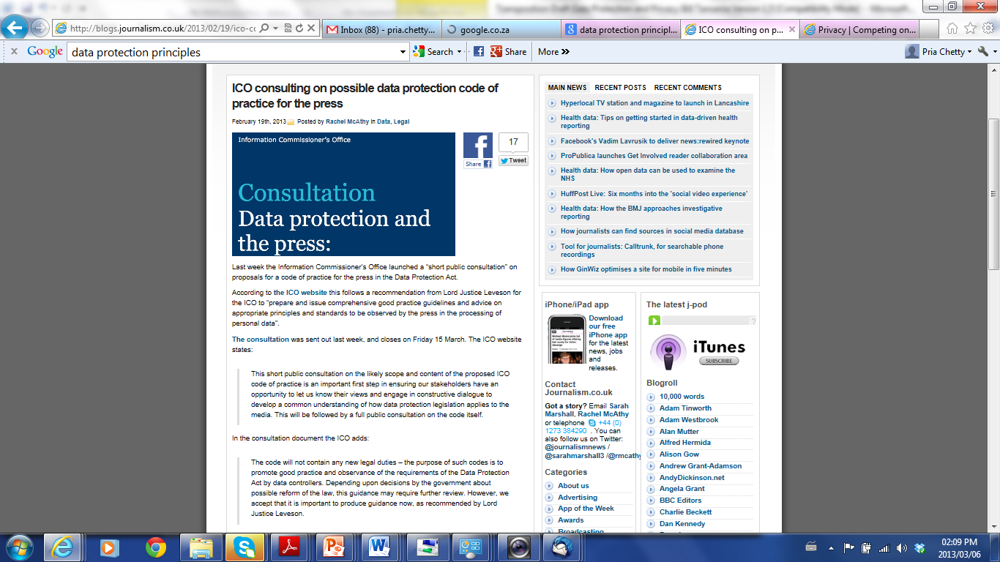 http://blogs.journalism.co.uk/2013/02/19/ico-cc
Inbox (88) - pria.chetty...
google.co.za
data protection principl...
ICO consulting on p...
Privacy | Competing on...
Google
data protection principles
Search
Share
More »
Pria Chetty
ICO consulting on possible data protection code of
practice for the press
February 19th, 2013 Posted by Rachel McAthy in Data, Legal
Information Commissioner's Office
Consultation
Data protection and
the press:
Share
17
Tweet
Last week the Information Commissioner's Office launched a "short public consultation" on
proposals for a code of practice for the press in the Data Protection Act.
According to the ICO website this follows a recommendation from Lord Justice Leveson for
the ICO to "prepare and issue comprehensive good practice guidelines and advice on
appropriate principles and standards to be observed by the press in the processing of
personal data".
The consultation was sent out last week, and closes on Friday 15 March. The ICO website
states:
This short public consultation on the likely scope and content of the proposed ICO
code of practice is an important first step in ensuring our stakeholders have an
opportunity to let us know their views and engage in constructive dialogue to
develop a common understanding of how data protection legislation applies to the
media. This will be followed by a full public consultation on the code itself.
In the consultation document the ICO adds:
The code will not contain any new legal duties – the purpose of such codes is to
promote good practice and observance of the requirements of the Data Protection
Act by data controllers. Depending upon decisions by the government about
possible reform of the law, this guidance may require further review. However, we
accept that it is important to produce guidance now, as recommended by Lord
Justice Leveson.
MAIN NEWS RECENT POSTS RECENT COMMENTS
Hyperlocal TV station and magazine to launch in Lancashire
Health data: Tips on getting started in data-driven health
reporting
Facebook's Vadim Lavrusik to deliver news:rewired keynote
ProPublica launches Get Involved reader collaboration area
Health data: How open data can be used to examine the
NHS
HuffPost Live: Six months into the 'social video experience'
Health data: How the BMJ approaches investigative
reporting
How journalists can find sources in social media database
Tool for journalists: Calltrunk, for searchable phone
recordings
How GinWiz optimises a site for mobile in five minutes
iPhone/iPad app
Download
our free
iPhone app
for the latest
news, jobs
and
releases.
Contact
Journalism.co.uk
Got a story? Email Sarah
Marshall, Rachel McAthy
or telephone +44 (0)
1273 384290 . You can
also follow us on Twitter:
@journalismnews /
@sarahmarshall3 /@rmcathy
Categories
About us
Advertising
App of the Week
Awards
Broadcasting
The latest j-pod
?
iTunes
SUBSCRIBE
Blogroll
10,000 words
Adam Tinworth
Adam Westbrook
Alan Mutter
Alfred Hermida
Alison Gow
Andrew Grant-Adamson
AndyDickinson.net
Angela Grant
BBC Editors
Charlie Beckett
Dan Kennedy
02:09 PM
2013/03/06